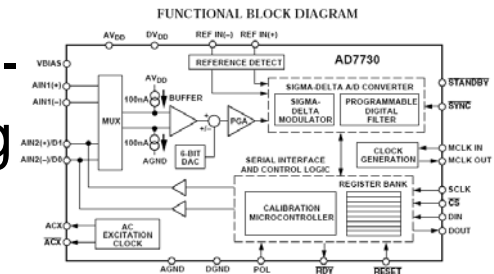 FUNCTIONAL BLOCK DIAGRAM
AVDD DVDD REF IN(–) REF IN(+)
REFERENCE DETECT
AD7730
-
VBIAS
AIN1(+)
AIN1(–)
g
AIN2(+)/D1
AIN2(–)/D0
MUX
AVDD
100nA
BUFFER
100nA
AGND
+
+/–
6-BIT
DAC
PGA
SIGMA-DELTA A/D CONVERTER
SIGMA-
DELTA
MODULATOR
PROGRAMMABLE
DIGITAL
FILTER
STANDBY
SYNC
CLOCK
GENERATION
MCLK IN
MCLK OUT
SERIAL INTERFACE
AND CONTROL LOGIC
REGISTER BANK
CALIBRATION
MICROCONTROLLER
SCLK
CS
DIN
DOUT
ACX
ACX
AC
EXCITATION
CLOCK
AGND DGND POL RDY RESET